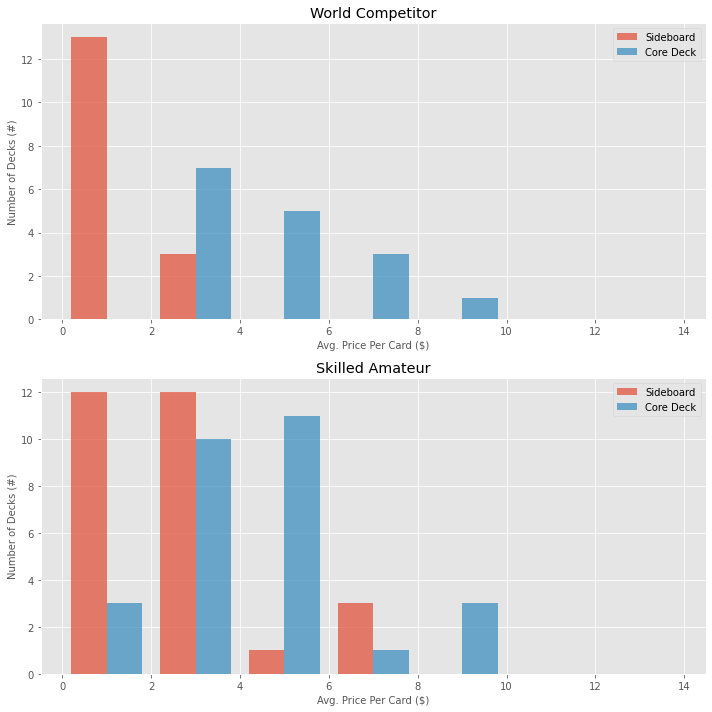 World Competitor
Sideboard
Core Deck
Number of Decks (#)
12
10
8
6
4
2
0
0 2 4 6 8 10 12 14
Avg. Price Per Card ($)
Skilled Amateur
Sideboard
Core Deck
Number of Decks (#)
12
10
8
6
4
2
0
0 2 4 6 8 10 12 14
Avg. Price Per Card ($)